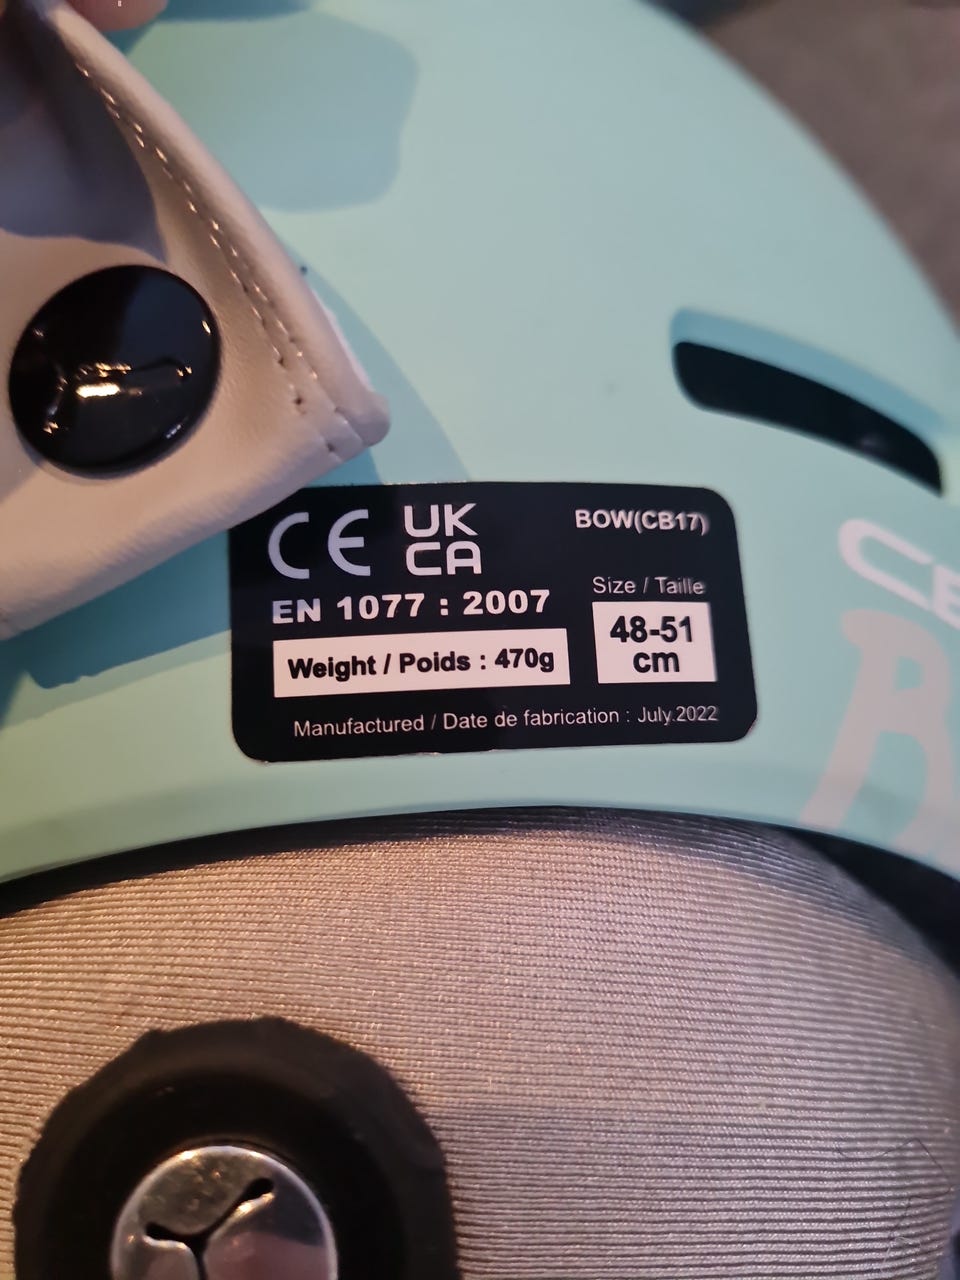 CE UK CA
BOW(CB17)
EN 1077 : 2007
Size / Taille
48-51
cm
Weight / Poids : 470g
Manufactured / Date de fabrication : July.2022